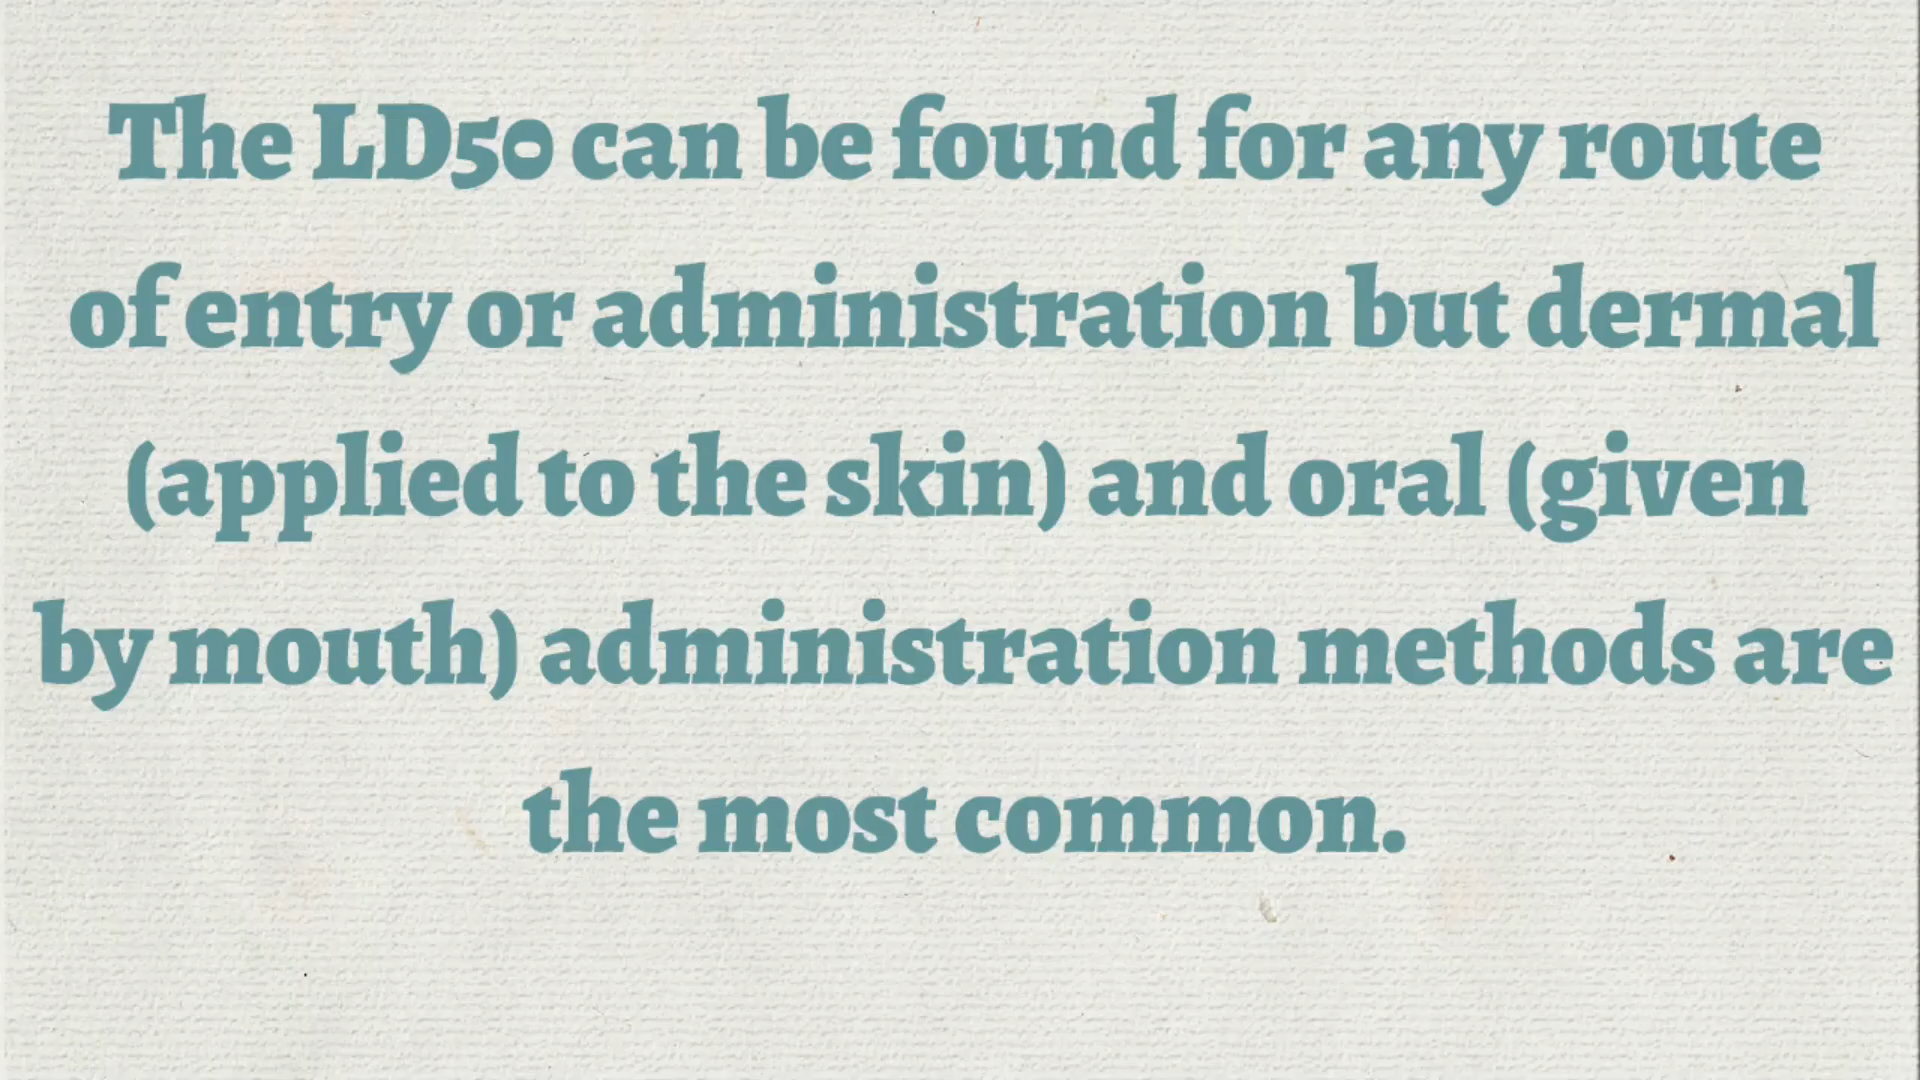 The LD50 can be found for any route
of entry or administration but dermal
(applied to the skin) and oral (given
by mouth) administration methods are
the most common.